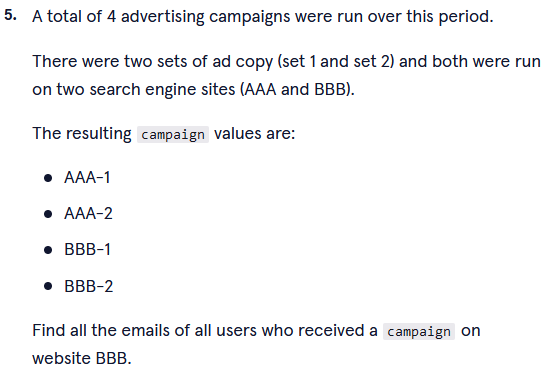 5. A total of 4 advertising campaigns were run over this period.
There were two sets of ad copy (set 1 and set 2) and both were run
on two search engine sites (AAA and BBB).
The resulting campaign values are:
• AAA-1
• AAA-2
• BBB-1
• BBB-2
Find all the emails of all users who received a campaign on
website BBB.